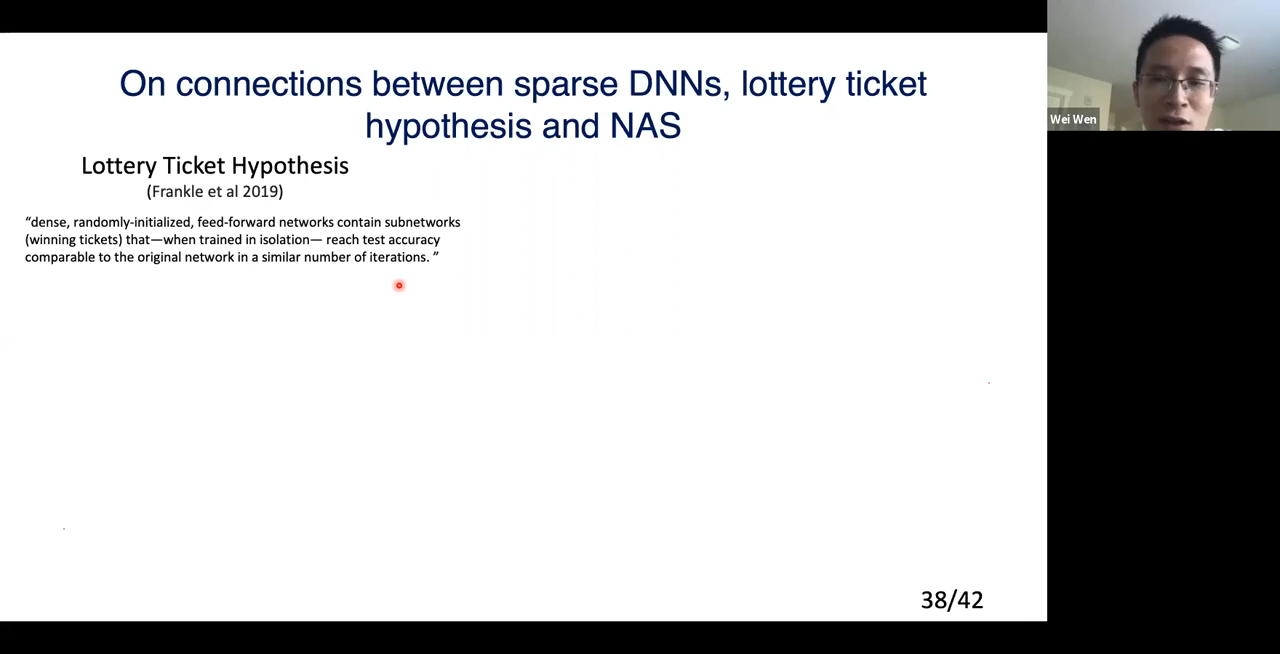 On connections between sparse DNNs, lottery ticket
hypothesis and NAS
Lottery Ticket Hypothesis
(Frankle et al 2019)
“dense, randomly-initialized, feed-forward networks contain subnetworks
(winning tickets) that—when trained in isolation— reach test accuracy
comparable to the original network in a similar number of iterations. ”
38/42
Wei Wen